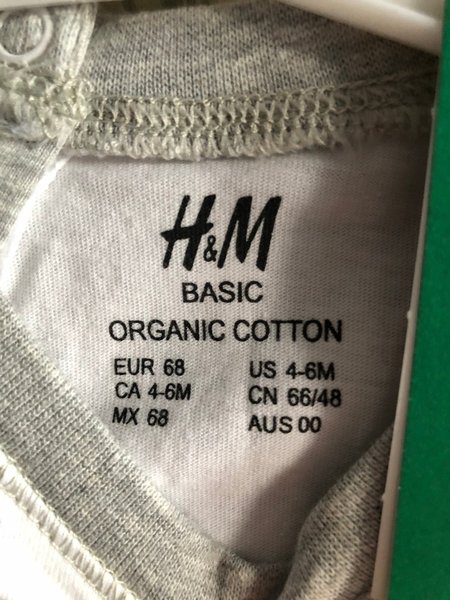 H&M
BASIC
ORGANIC COTTON
EUR 68 US 4-6M
CA 4-6M CN 66/48
MX 68 AUS 00